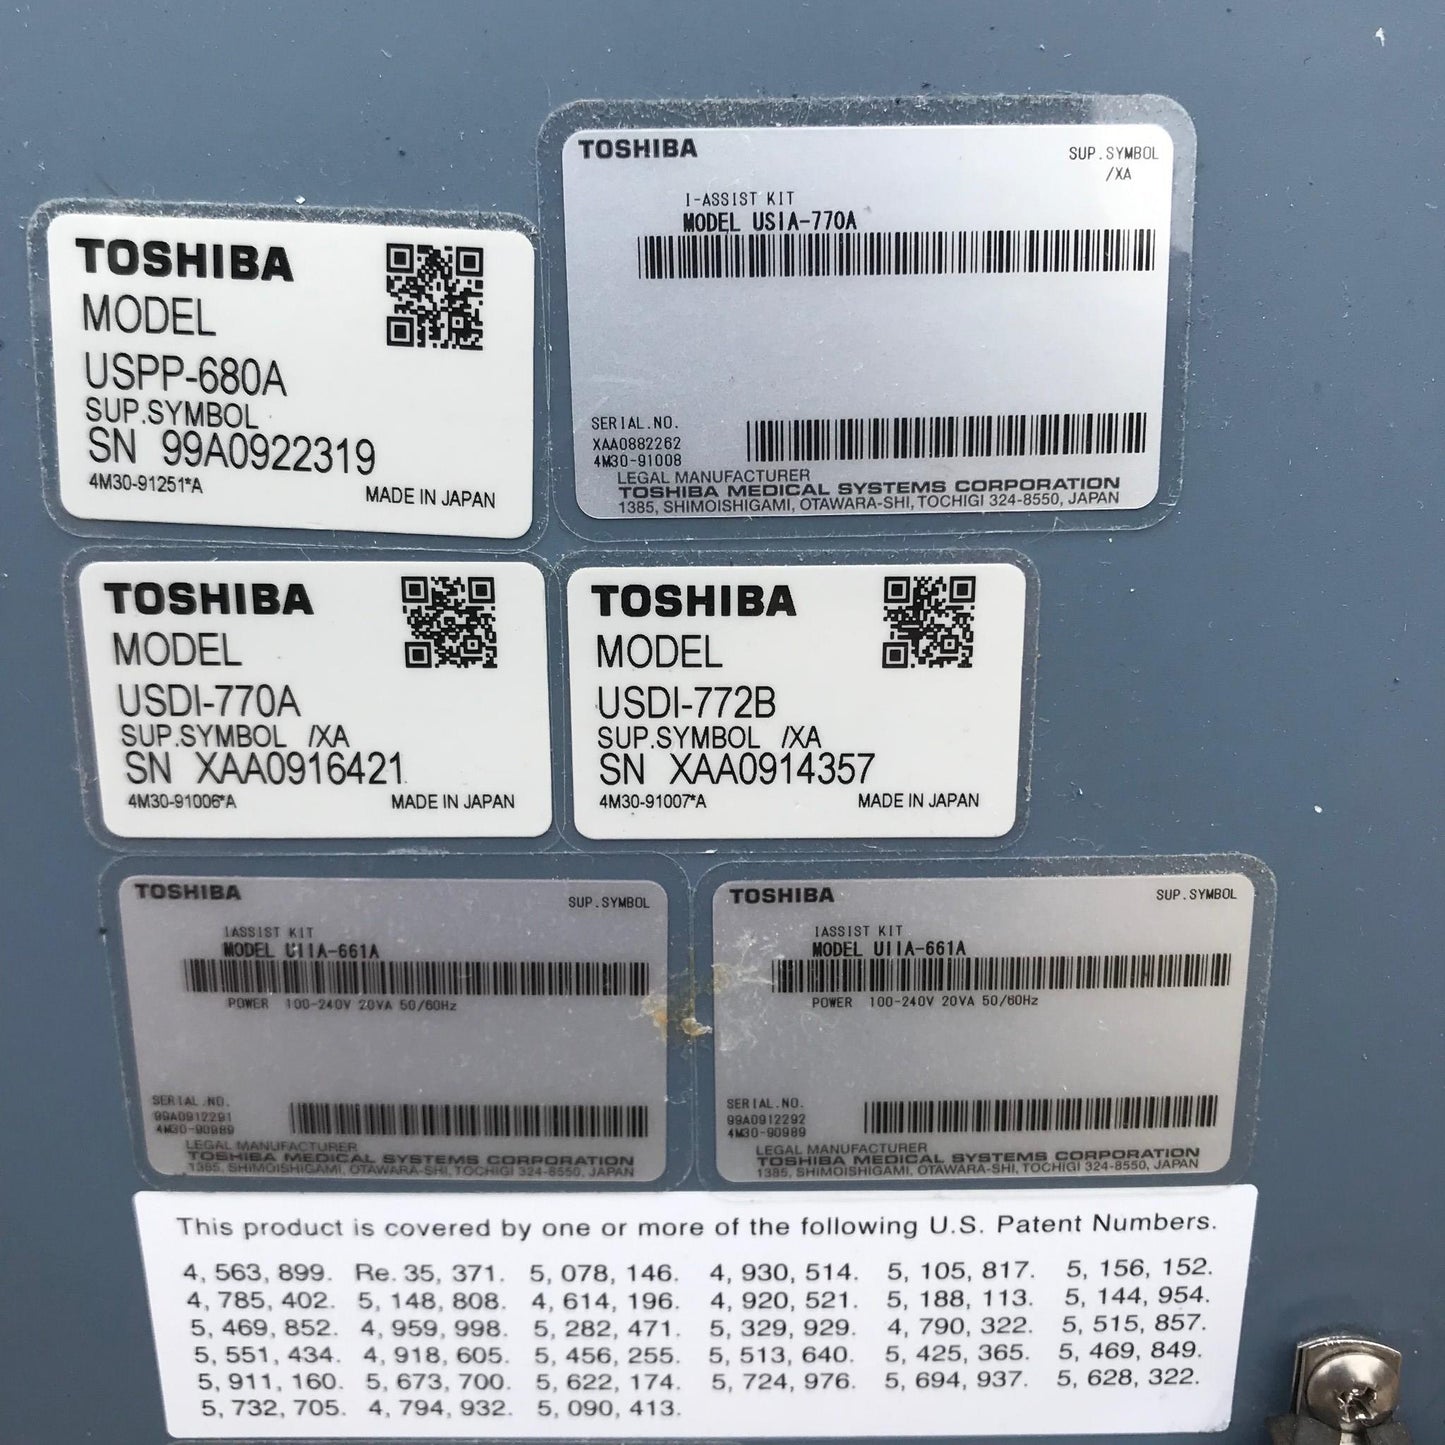 TOSHIBA
MODEL
USPP-680A
SUP.SYMBOL
SN 99A0922319
4M30-91251*A
MADE IN JAPAN
TOSHIBA
SUP.SYMBOL
/XA
I-ASSIST KIT
MODEL USIA-770A
SERIAL.NO.
XAA0882262
4M30-91008
LEGAL MANUFACTURER
TOSHIBA MEDICAL SYSTEMS CORPORATION
1385, SHIMOISHIGAMI, OTAWARA-SHI, TOCHIGI 324-8550, JAPAN
TOSHIBA
MODEL
USDI-770A
SUP.SYMBOL /XA
SN XAA0916421
4M30-91006*A
MADE IN JAPAN
TOSHIBA
MODEL
USDI-772B
SUP.SYMBOL /XA
SN XAA0914357
4M30-91007*A
MADE IN JAPAN
TOSHIBA
SUP.SYMBOL
IASSIST KIT
MODEL UIIA-661A
POWER 100-240V 20VA 50/60Hz
SERIAL.NO.
99A0912291
4M30-90989
LEGAL MANUFACTURER
TOSHIBA MEDICAL SYSTEMS CORPORATION
1385, SHIMOISHIGAMI, OTAWARA-SHI, TOCHIGI 324-8550, JAPAN
TOSHIBA
SUP.SYMBOL
IASSIST KIT
MODEL UIIA-661A
POWER 100-240V 20VA 50/60Hz
SERIAL.NO.
99A0912292
4M30-90989
LEGAL MANUFACTURER
TOSHIBA MEDICAL SYSTEMS CORPORATION
1385, SHIMOISHIGAMI, OTAWARA-SHI, TOCHIGI 324-8550, JAPAN
This product is covered by one or more of the following U.S. Patent Numbers.
4, 563, 899. Re. 35, 371. 5, 078, 146. 4, 930, 514. 5, 105, 817. 5, 156, 152.
4, 785, 402. 5, 148, 808. 4, 614, 196. 4, 920, 521. 5, 188, 113. 5, 144, 954.
5, 469, 852. 4, 959, 998. 5, 282, 471. 5, 329, 929. 4, 790, 322. 5, 515, 857.
5, 551, 434. 4, 918, 605. 5, 456, 255. 5, 513, 640. 5, 425, 365. 5, 469, 849.
5, 911, 160. 5, 673, 700. 5, 622, 174. 5, 724, 976. 5, 694, 937. 5, 628, 322.
5, 732, 705. 4, 794, 932. 5, 090, 413.